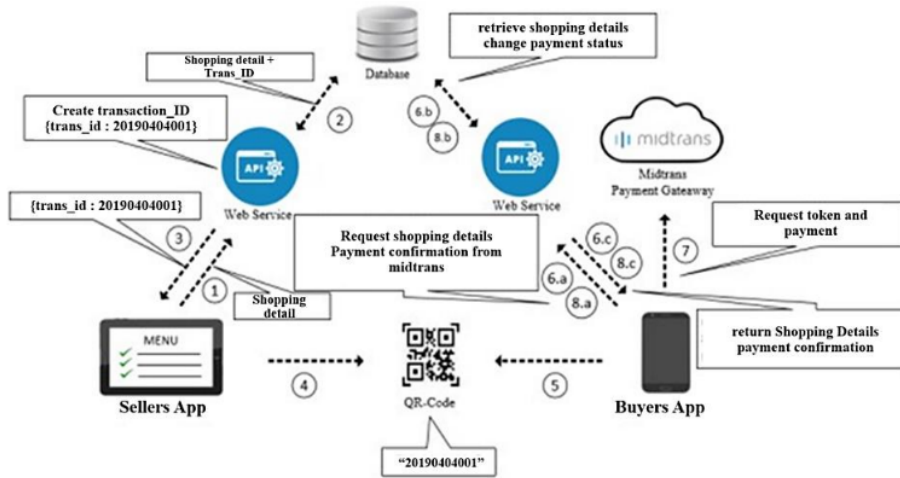 retrieve shopping details
change payment status
Shopping detail +
Trans_ID
Database
2
6.b
8.b
Create transaction_ID
{trans_id : 20190404001}
API
Web Service
API
Web Service
midtrans
Midtrans
Payment Gateaway
{trans_id : 20190404001}
3
1
Shopping
detail
Request shopping details
Payment confirmation from
midtrans
6.a
8.a
6.c
8.c
7
Request token and
payment
return Shopping Details
payment confirmation
MENU
Sellers App
4
QR-Code
5
Buyers App
“20190404001”